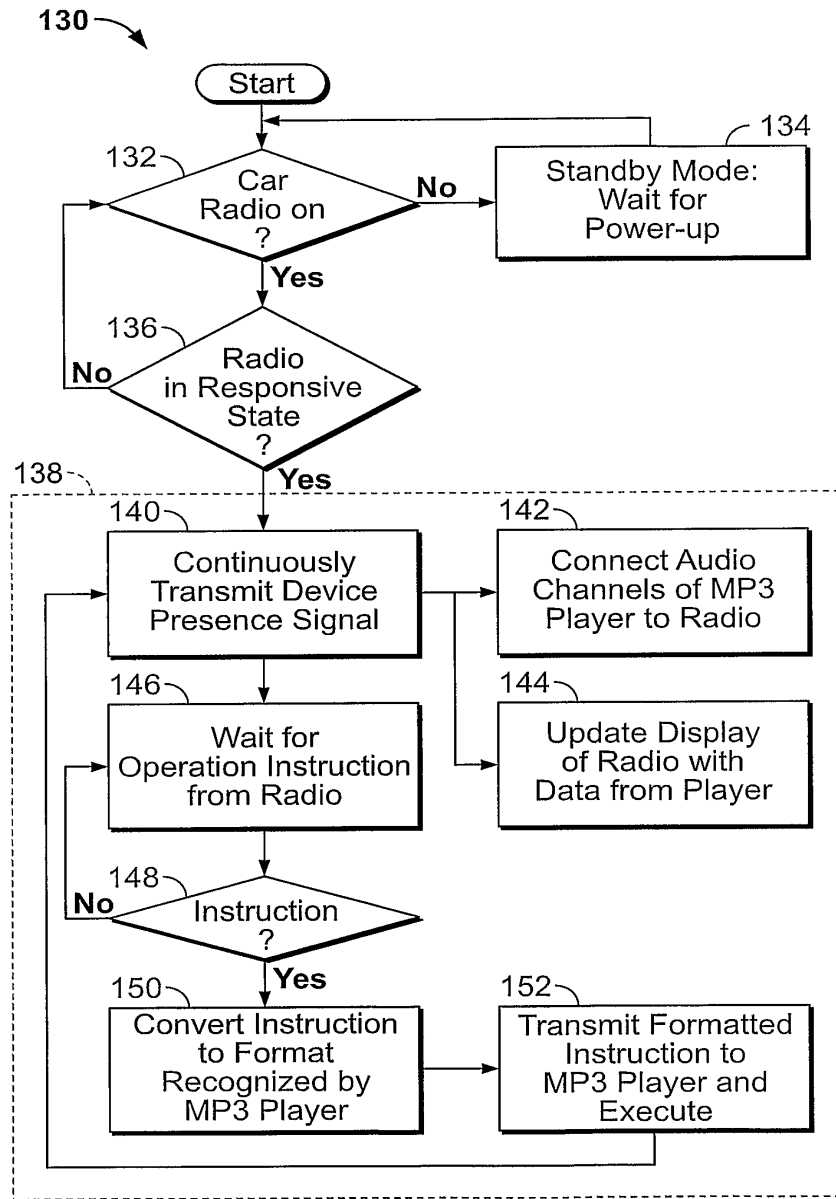 130
Start
132
Car
Radio on
?
No
134
Standby Mode:
Wait for
Power-up
Yes
136
Radio
in Responsive
State
?
No
Yes
138
140
Continuously
Transmit Device
Presence Signal
142
Connect Audio
Channels of MP3
Player to Radio
144
Update Display
of Radio with
Data from Player
146
Wait for
Operation Instruction
from Radio
148
Instruction
?
No
Yes
150
Convert Instruction
to Format
Recognized by
MP3 Player
152
Transmit Formatted
Instruction to
MP3 Player and
Execute